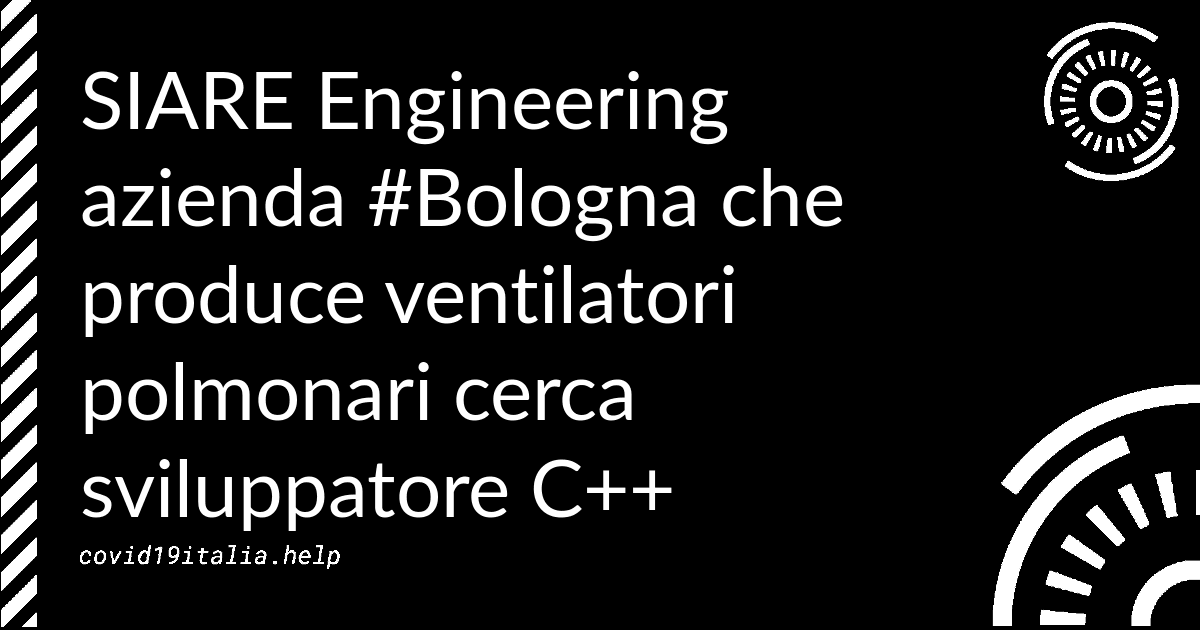 SIARE Engineering
azienda #Bologna che
produce ventilatori
polmonari cerca
sviluppatore C++
covid19italia.help